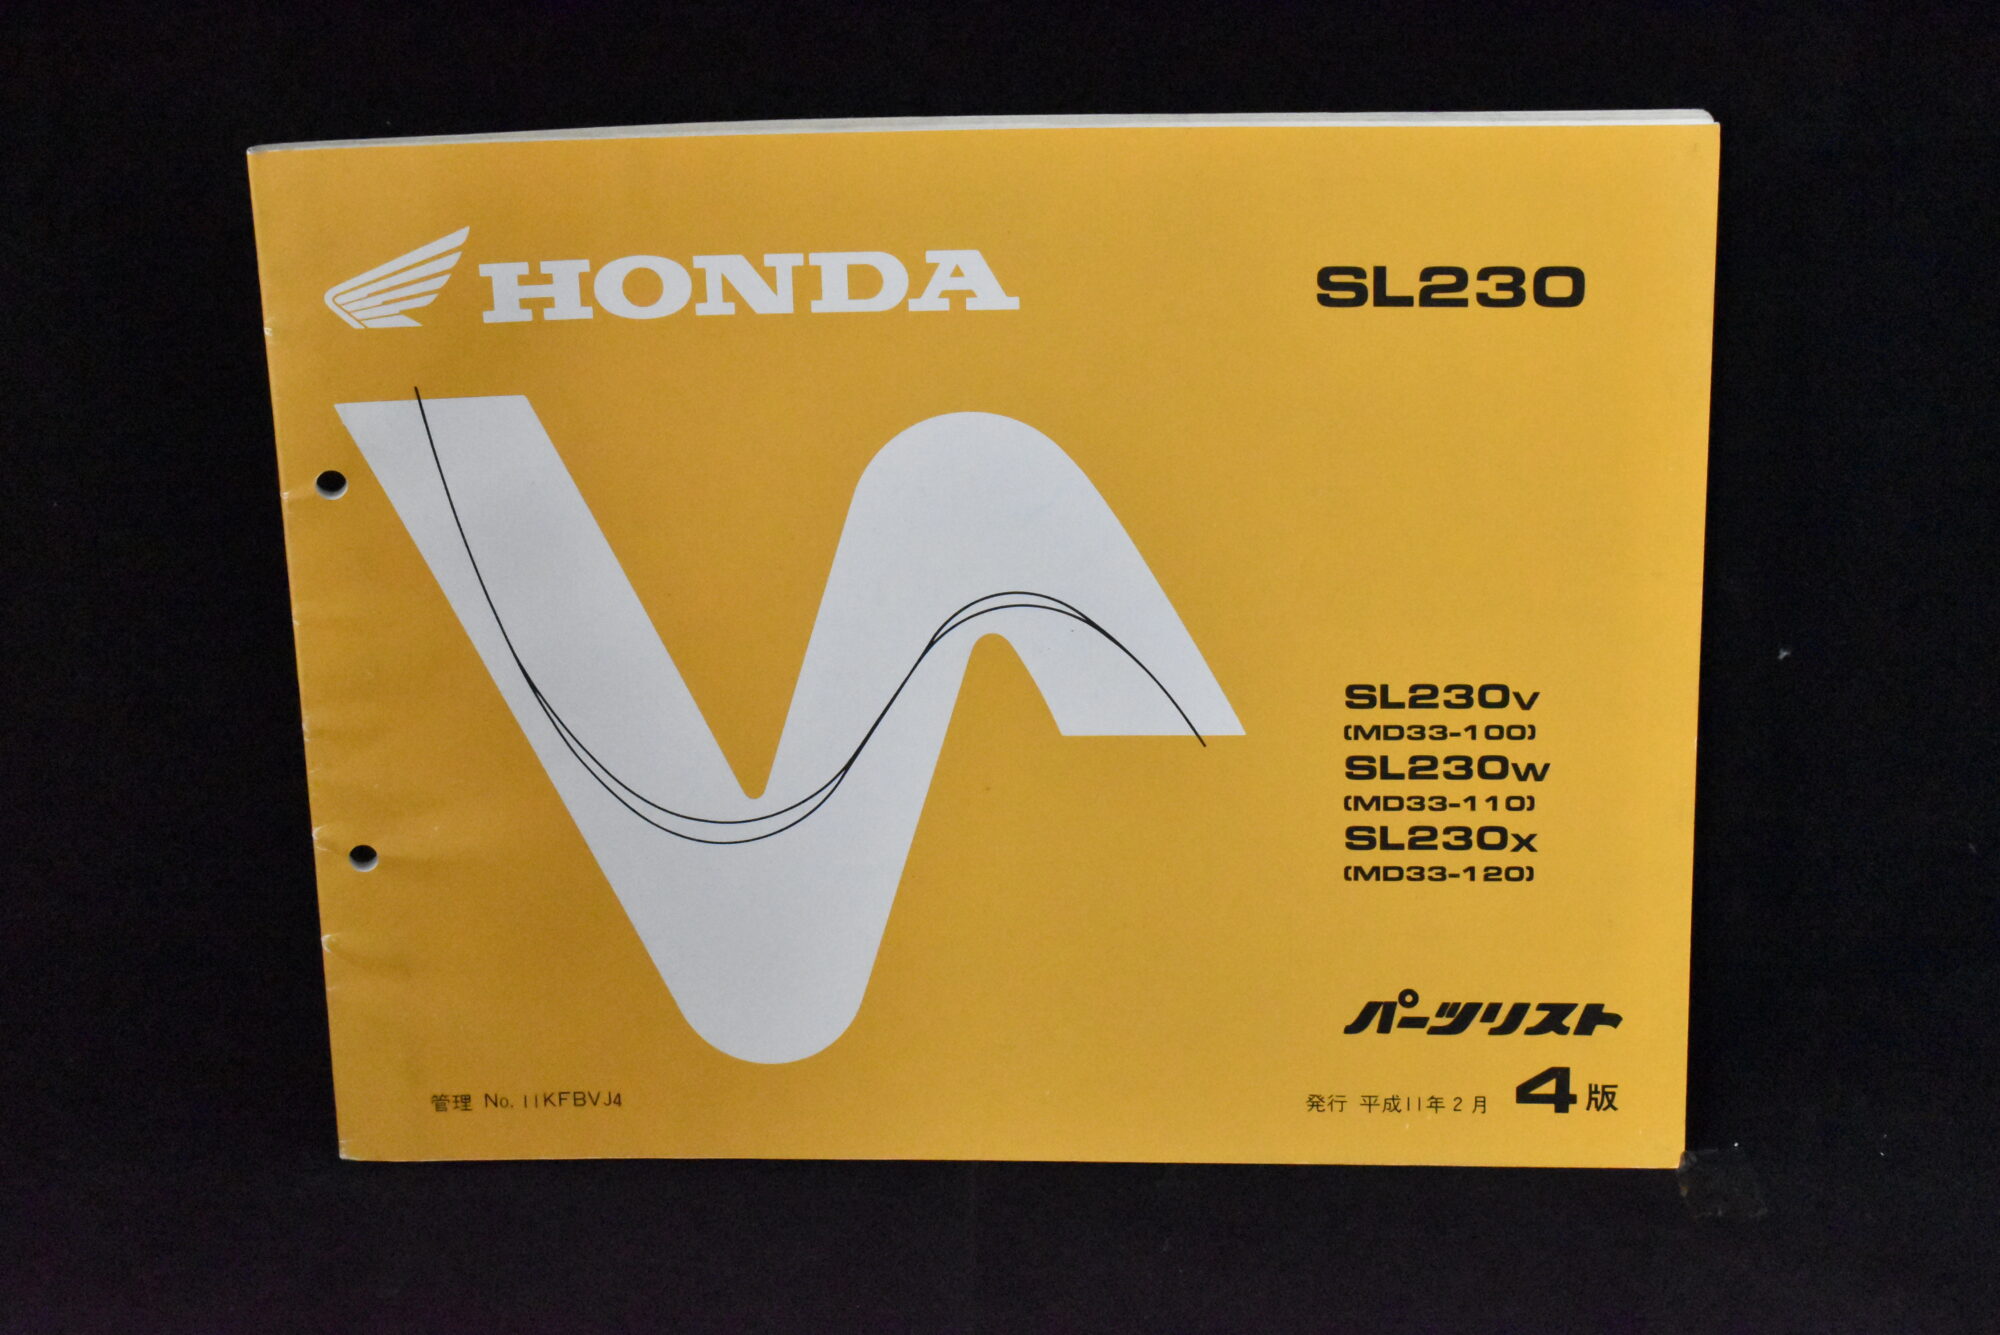 HONDA
SL230
SL230V
(MD33-100)
SL230W
(MD33-110)
SL230X
(MD33-120)
パーツリスト
管理 No. 11KFBVJ4
発行 平成11年2月 4版